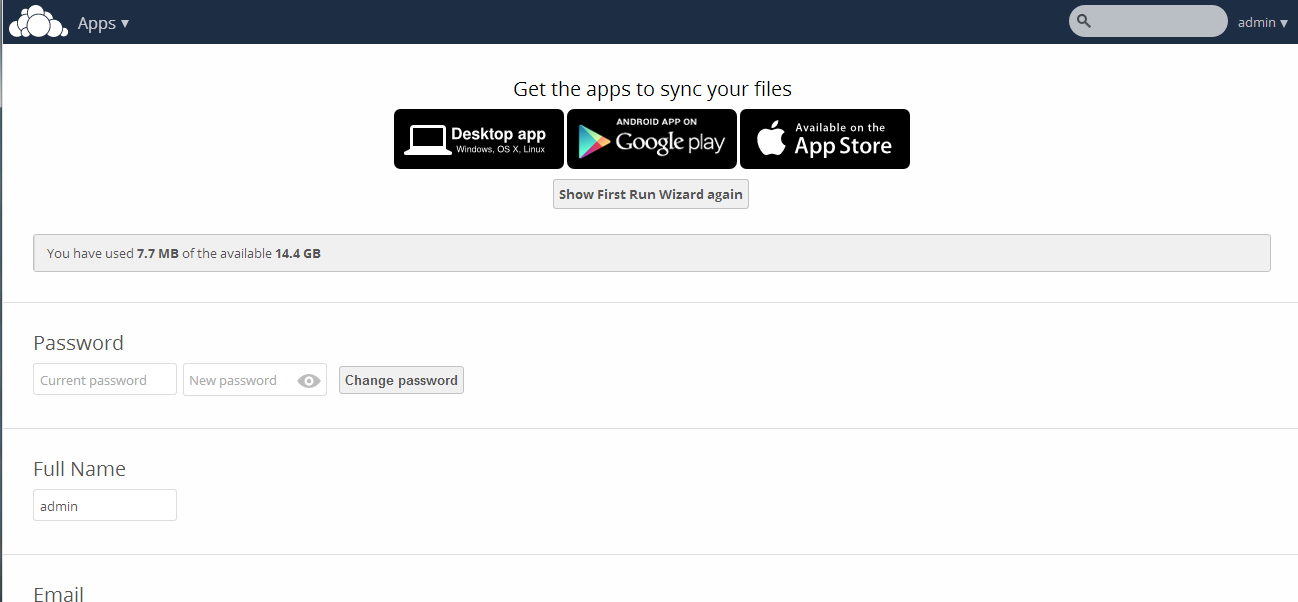 Apps ▾
admin ▾
Get the apps to sync your files
Desktop app
Windows, OS X, Linux
ANDROID APP ON
Google play
Available on the
App Store
Show First Run Wizard again
You have used 7.7 MB of the available 14.4 GB
Password
Current password
New password
Change password
Full Name
admin
Email